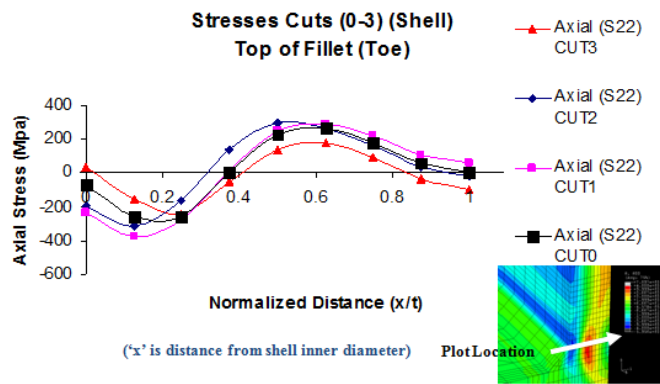 Stresses Cuts (0-3) (Shell)
Top of Fillet (Toe)
Axial (S22)
CUT3
Axial (S22)
CUT2
Axial (S22)
CUT1
Axial (S22)
CUT0
Axial Stress (Mpa)
400
200
0
-200
-400
-600
0
0.2
0.4
0.6
0.8
1
Normalized Distance (x/t)
(‘x’ is distance from shell inner diameter)
Plot Location